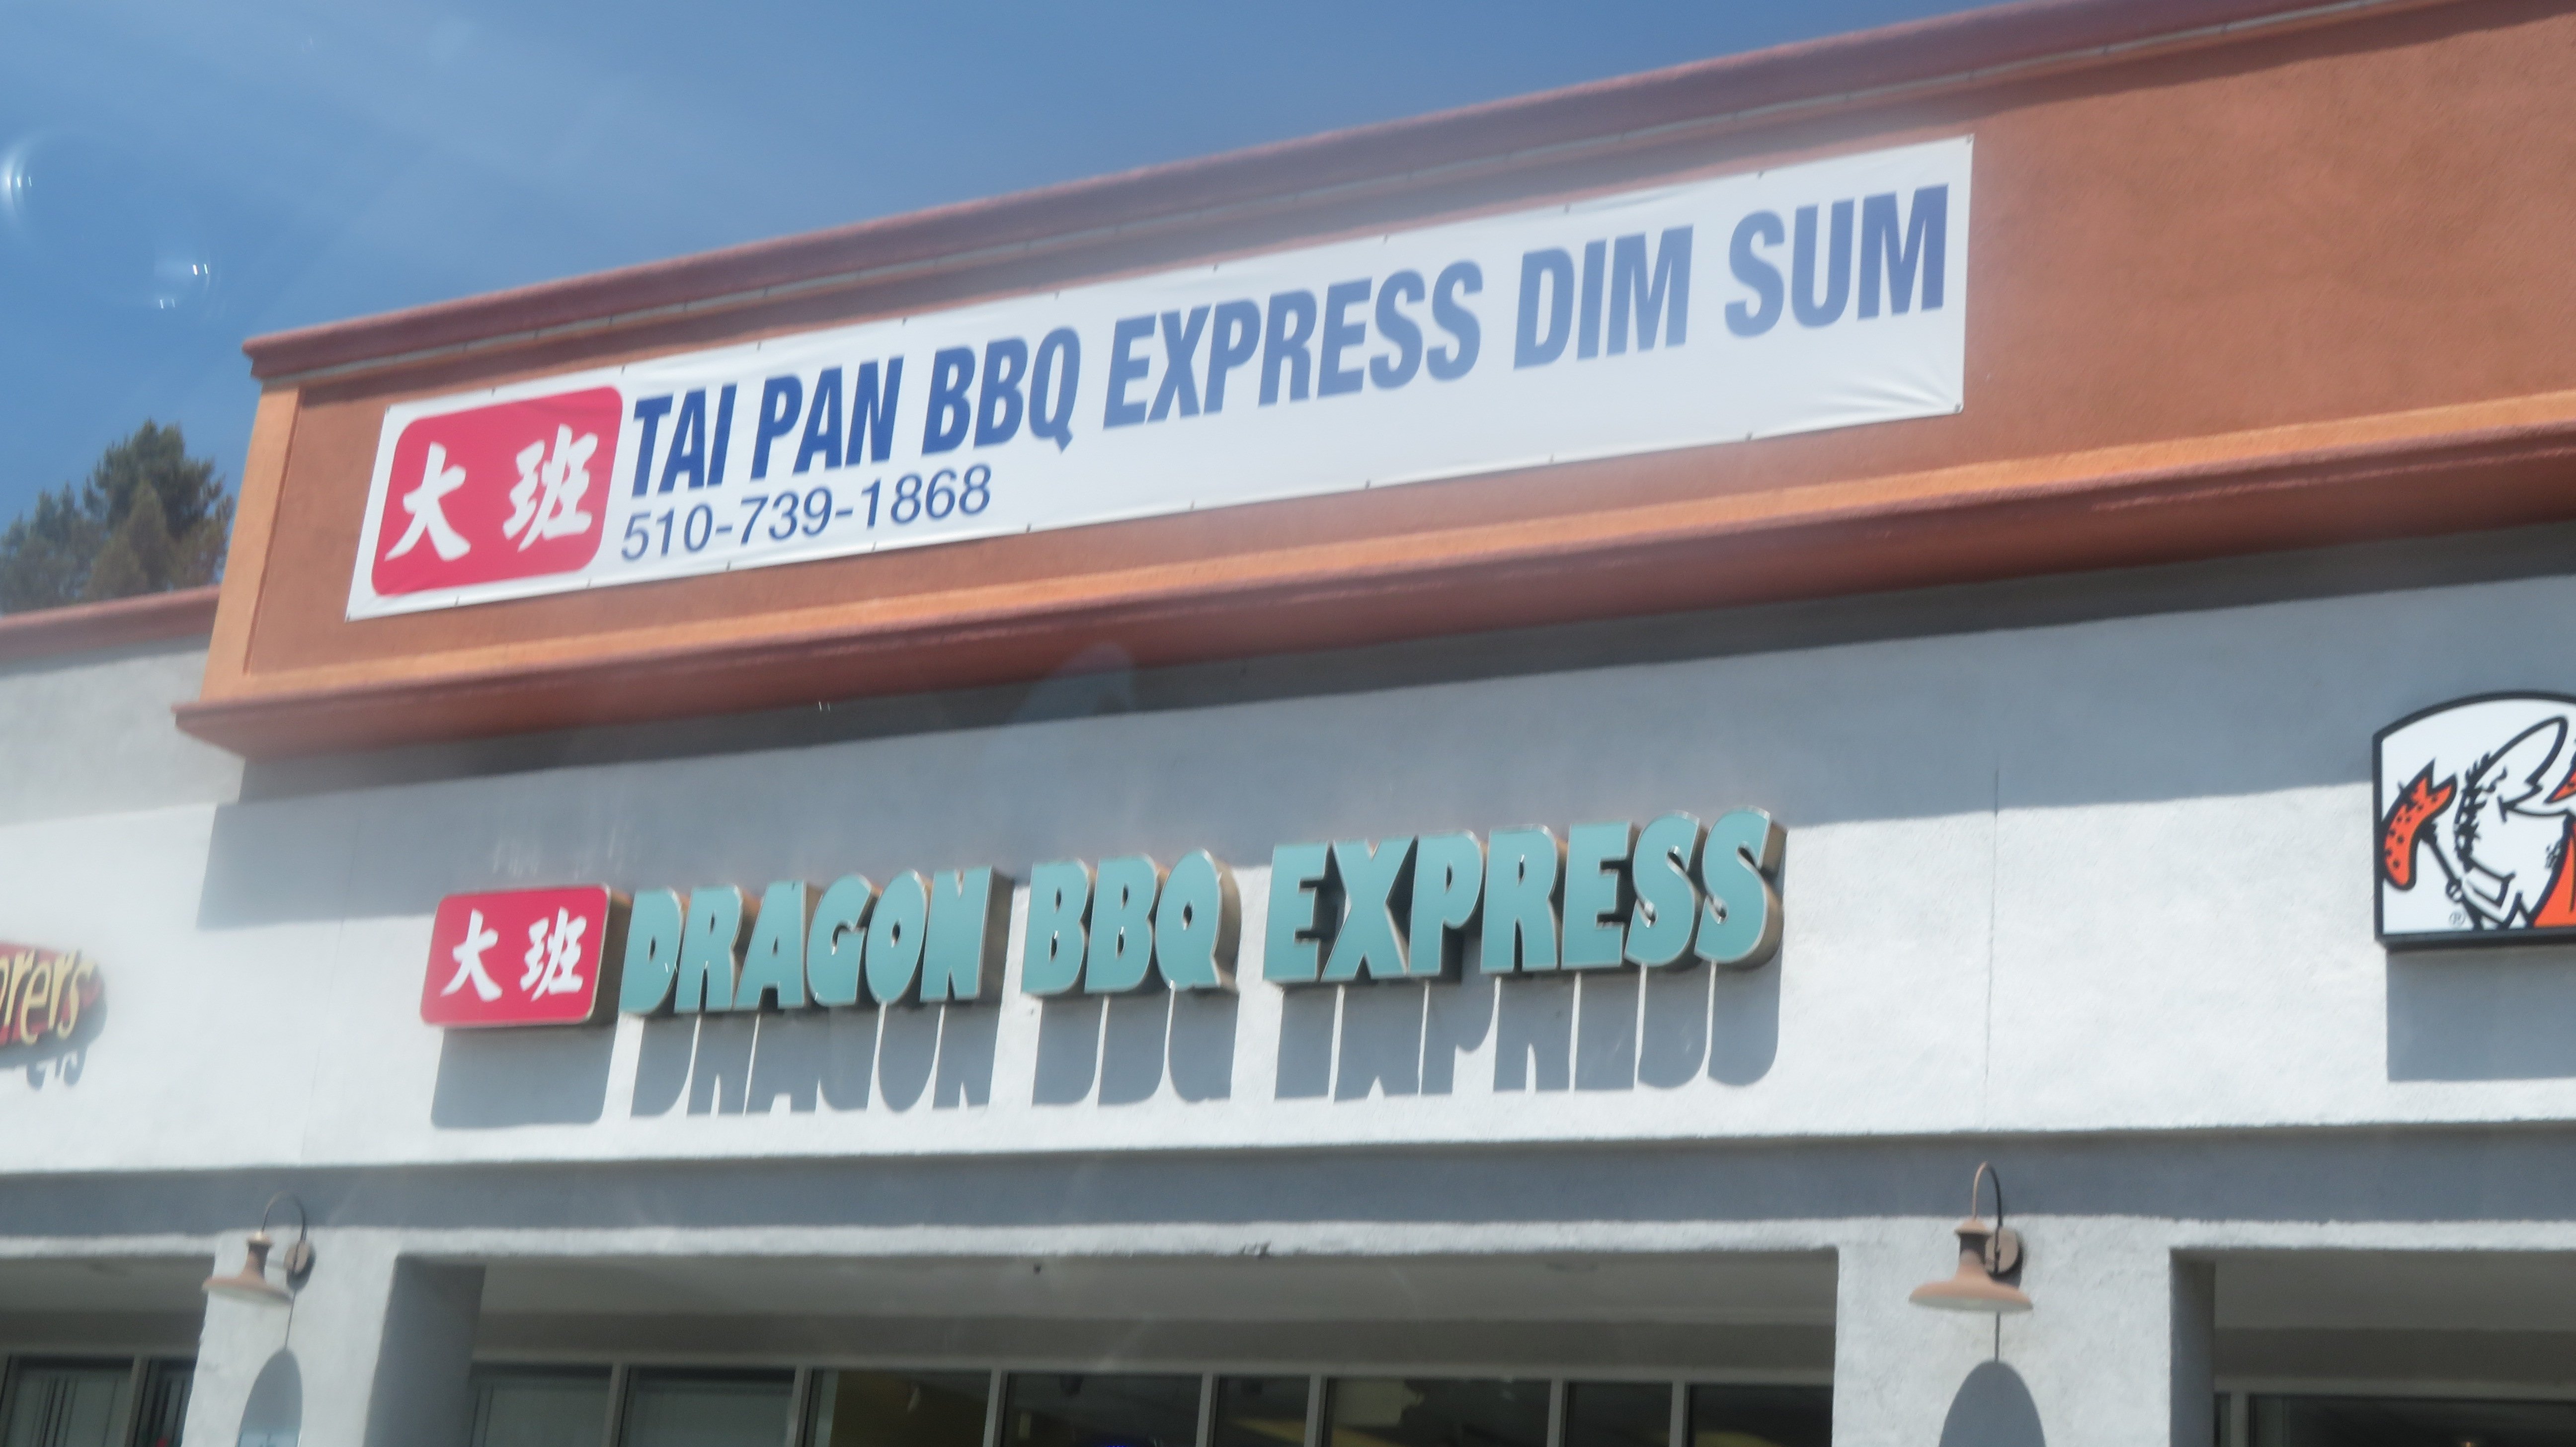 大班 TAI PAN BBQ EXPRESS DIM SUM
510-739-1868
大班 DRAGON BBQ EXPRESS